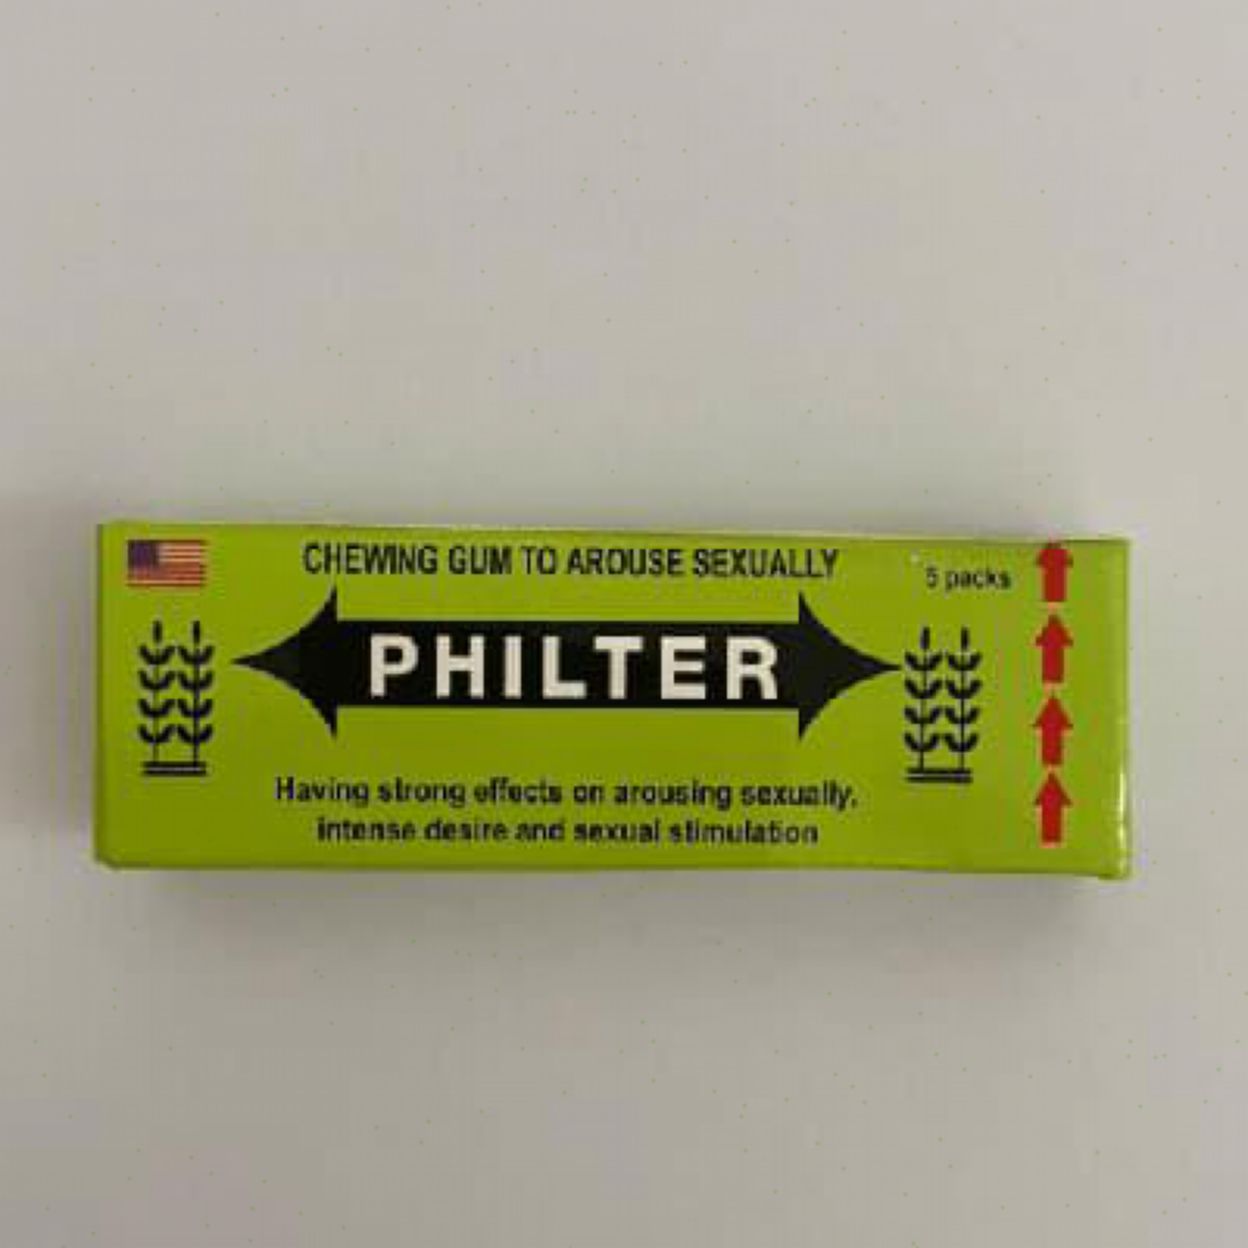 CHEWING GUM TO AROUSE SEXUALLY
5 packs
PHILTER
Having strong effects on arousing sexually,
intense desire and sexual stimulation